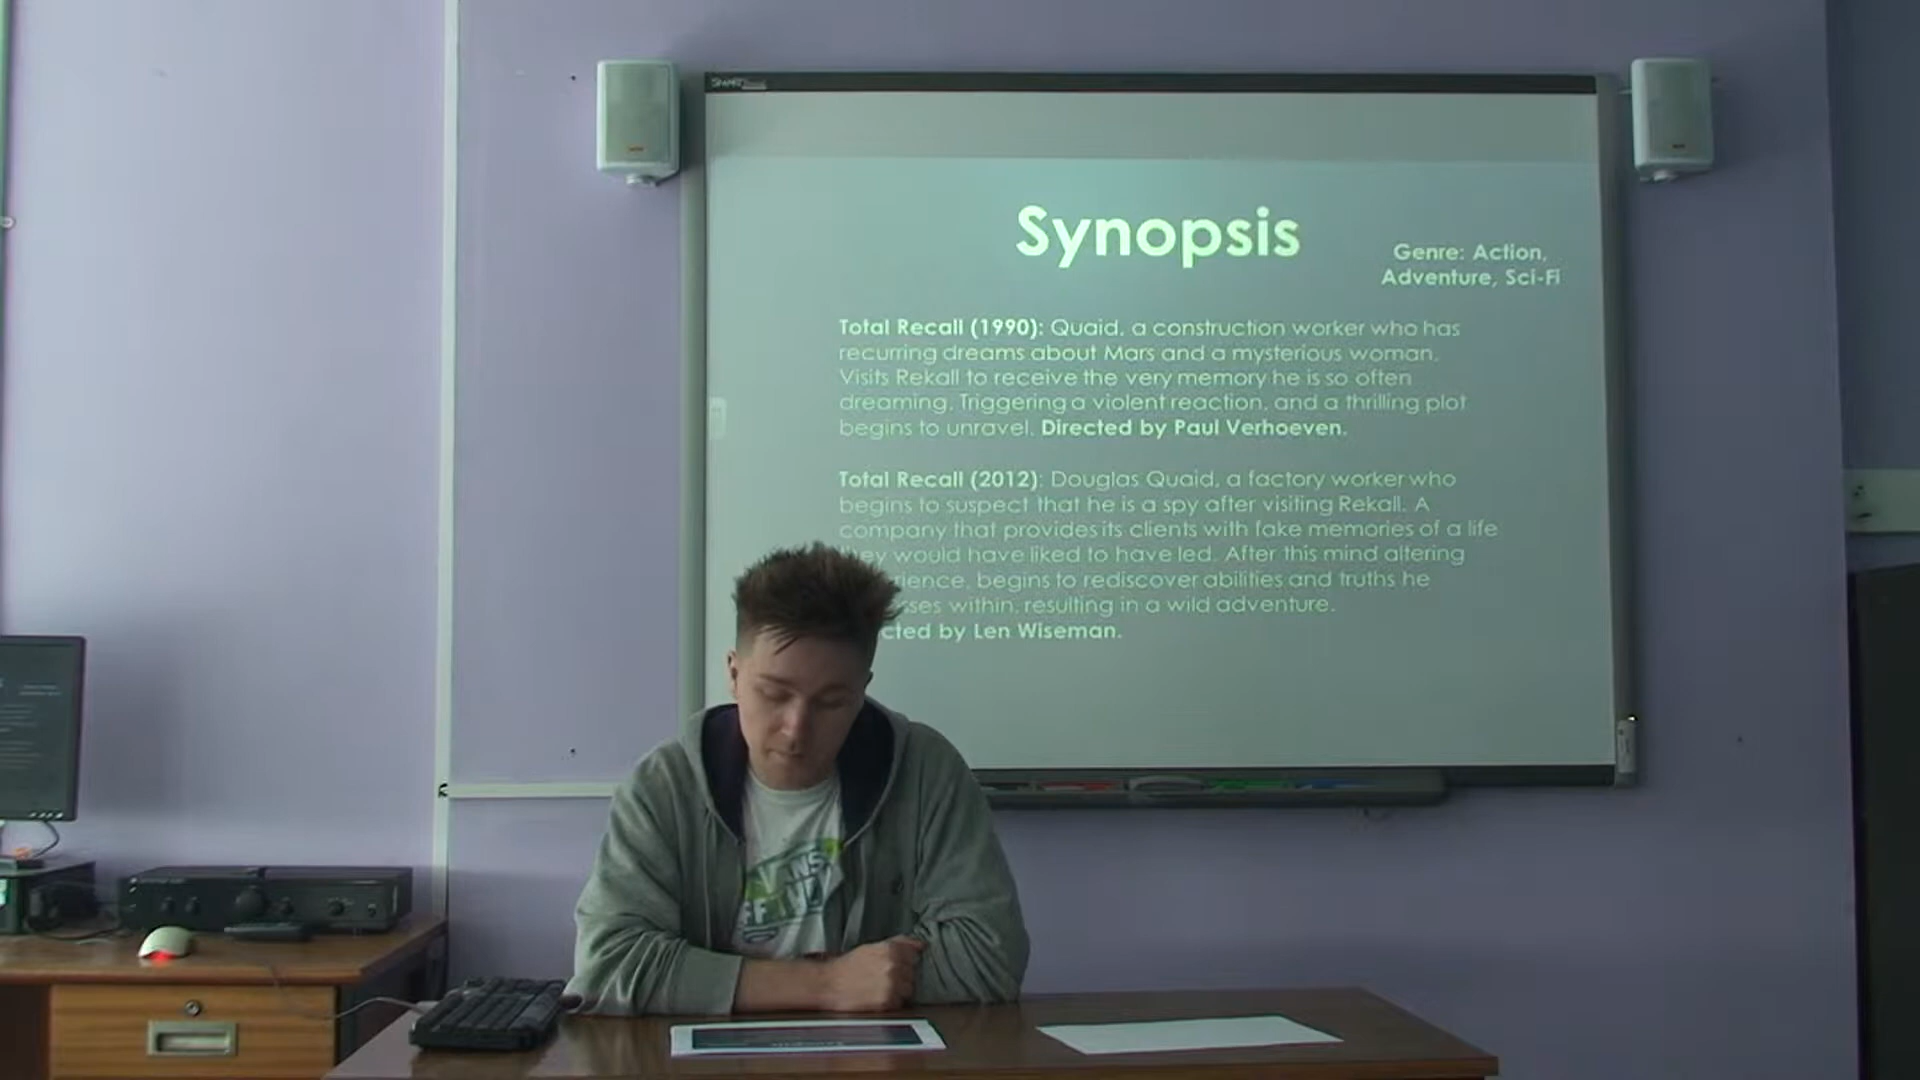 SMART
Synopsis
Genre: Action,
Adventure, Sci-Fi
Total Recall (1990): Quaid, a construction worker who has
recurring dreams about Mars and a mysterious woman.
Visits Rekall to receive the very memory he is so often
dreaming. Triggering a violent reaction, and a thrilling plot
begins to unravel. Directed by Paul Verhoeven.
Total Recall (2012): Douglas Quaid, a factory worker who
begins to suspect that he is a spy after visiting Rekall. A
company that provides its clients with fake memories of a life
would have liked to have led. After this mind altering
begins to rediscover abilities and truths he
within, resulting in a wild adventure.
by Len Wiseman.
VANS